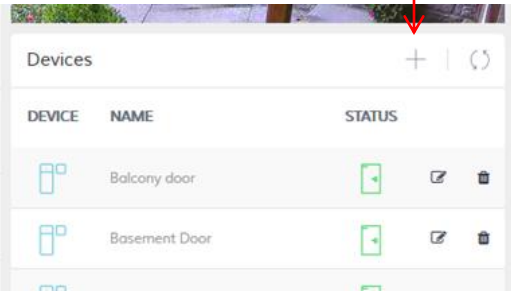 Devices
DEVICE NAME STATUS
Balcony door
Basement Door